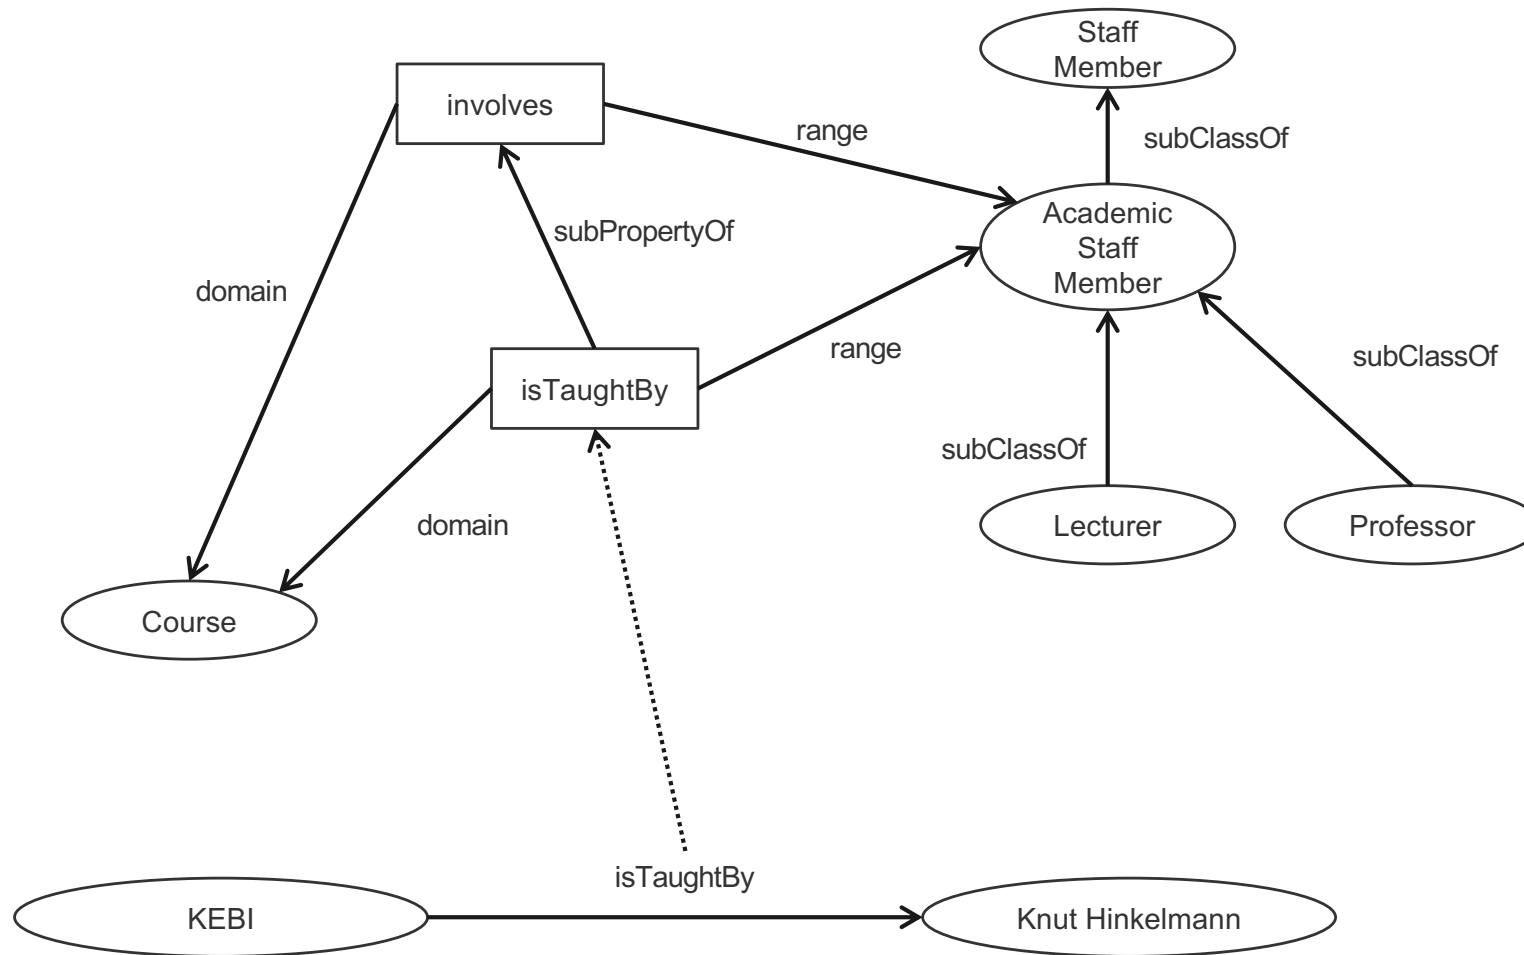 Staff
Member
involves
range
subClassOf
Academic
Staff
Member
subPropertyOf
domain
range
subClassOf
isTaughtBy
subClassOf
domain
Lecturer
Professor
Course
isTaughtBy
KEBI
Knut Hinkelmann